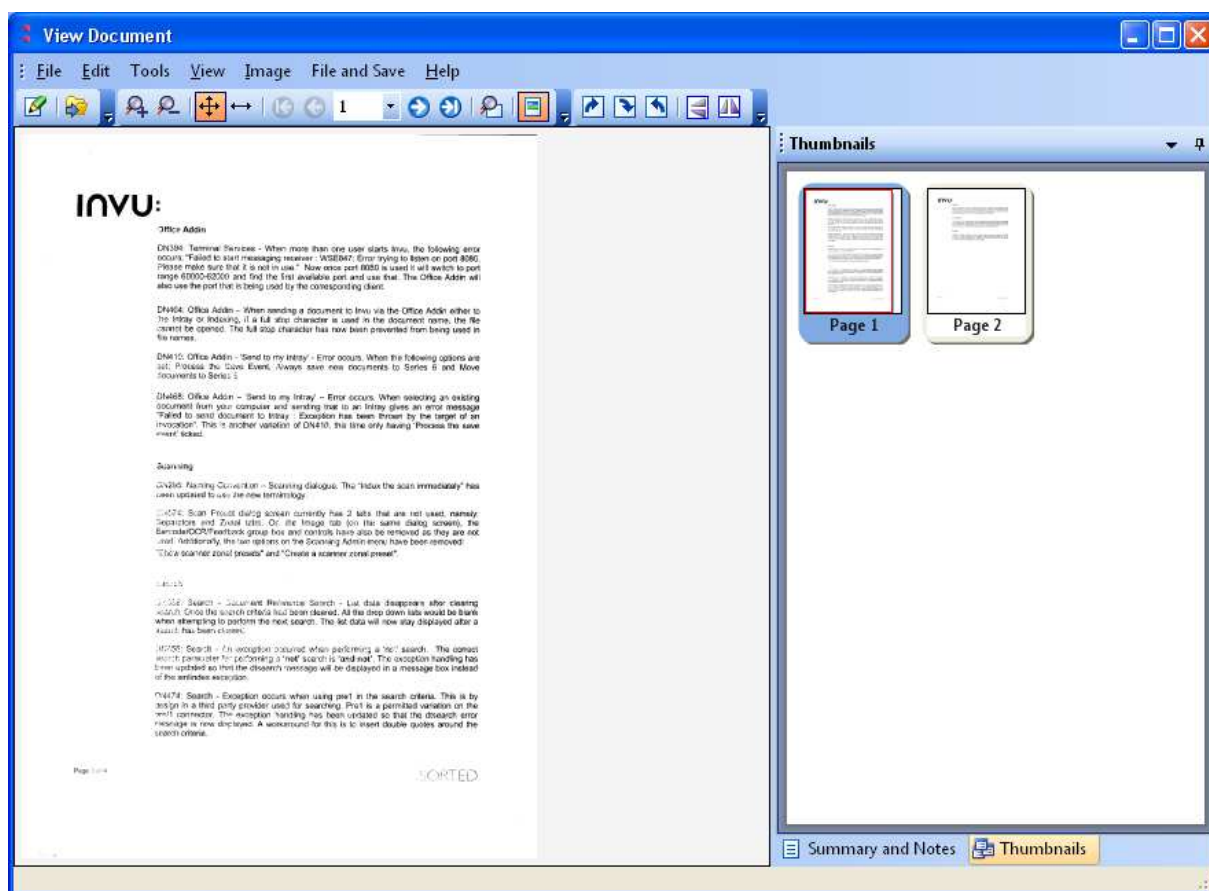 View Document
File Edit Tools View Image File and Save Help
1
Thumbnails
Page 1 Page 2
INVU:
Office Addin
DN394: Terminal Services - When more than one user starts Invu, the following error
occurs: "Failed to start messaging receiver : WSE847: Error trying to listen on port 8080.
Please make sure that it is not in use." Now once port 8080 is used it will switch to port
range 60000-62000 and find the first available port and use that. The Office Addin will
also use the port that is being used by the corresponding client.
DN404: Office Addin – When sending a document to Invu via the Office Addin either to
the Intray or Indexing, if a full stop character is used in the document name, the file
cannot be opened. The full stop character has now been prevented from being used in
file names.
DN410: Office Addin - 'Send to my Intray' - Error occurs. When the following options are
set: Process the Save Event, Always save new documents to Series 6 and Move
documents to Series 6
DN468: Office Addin – 'Send to my Intray' – Error occurs. When selecting an existing
document from your computer and sending that to an Intray gives an error message
"Failed to send document to Intray : Exception has been thrown by the target of an
invocation". This is another variation of DN410, this time only having 'Process the save
event' ticked.
Scanning
Naming Convention – Scanning dialogue. The "Index the scan immediately" has
been updated to use the new terminology.
Scan Preset dialog screen currently has 2 tabs that are not used, namely:
Separators and Zonal tabs. On the Image tab (on the same dialog screen), the
Barcode/OCR/Feedback group box and controls have also be removed as they are not
used. Additionally, the two options on the Scanning Admin menu have been removed:
"Show scanner zonal presets" and "Create a scanner zonal preset".
Search - Document Reference Search - List data disappears after clearing
search. Once the search criteria had been cleared. All the drop down lists would be blank
when attempting to perform the next search. The list data will now stay displayed after a
search has been cleared.
Search - An exception occurred when performing a 'not' search. The correct
search parameter for performing a 'not' search is 'and not'. The exception handling has
been updated so that the dtsearch message will be displayed in a message box instead
of the exception.
DN474: Search - Exception occurs when using pre1 in the search criteria. This is by
design in a third party provider used for searching. Pre1 is a permitted variation on the
connector. The exception handling has been updated so that the dtsearch error
message is now displayed. A workaround for this is to insert double quotes around the
search criteria.
Page
SORTED
Summary and Notes Thumbnails